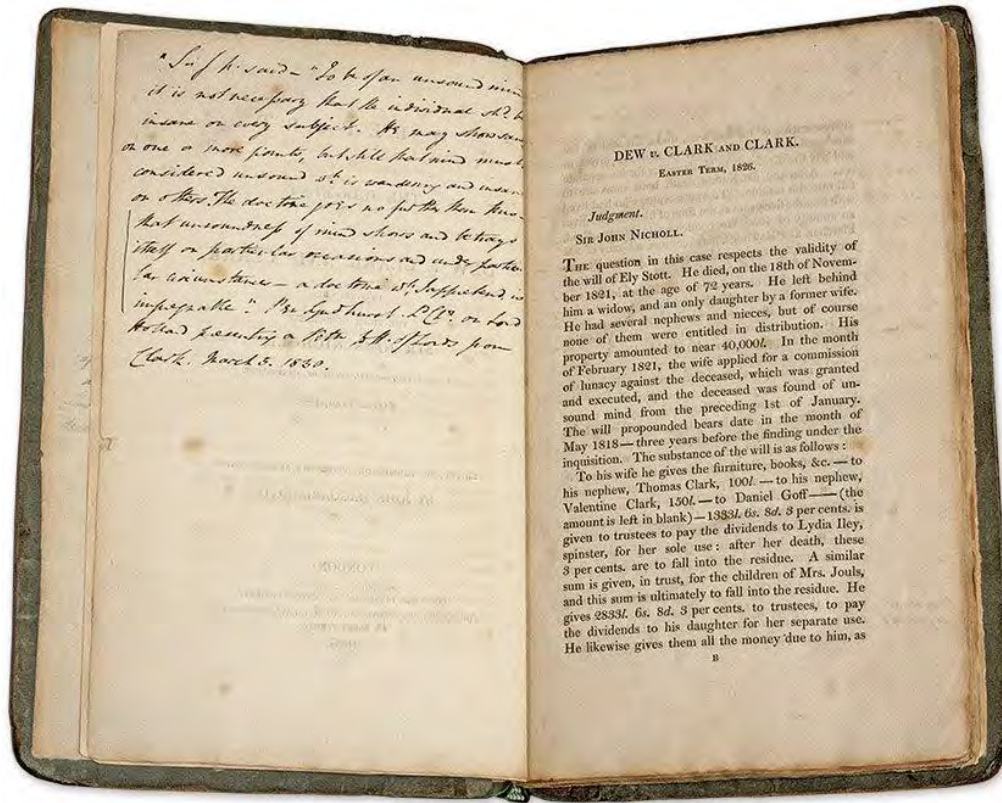 "Sir J. N. said - "To be of an unsound mind
it is not necessary that the individual shd. be
insane on every subject. He may show sane
on one or more points, but still that mind must be
considered unsound wh. is wandering and insane
on others. The doctrine goes no further than this -
that unsoundness of mind shows and betrays
itself on particular occasions and under particu-
lar circumstances - a doctrine wh. I apprehend is
impregnable". Lyndhurst. on Lord
Holland presenting a Petn. H. of Lords from
Clark. March 3. 1830.
DEW v. CLARK AND CLARK.
EASTER TERM, 1826.
Judgment.
SIR JOHN NICHOLL.
THE question in this case respects the validity of
the will of Ely Stott. He died, on the 18th of Novem-
ber 1821, at the age of 72 years. He left behind
him a widow, and an only daughter by a former wife.
He had several nephews and nieces, but of course
none of them were entitled in distribution. His
property amounted to near 40,000l. In the month
of February 1821, the wife applied for a commission
of lunacy against the deceased, which was granted
and executed, and the deceased was found of un-
sound mind from the preceding 1st of January.
The will propounded bears date in the month of
May 1818—three years before the finding under the
inquisition. The substance of the will is as follows:
To his wife he gives the furniture, books, &c.—to
his nephew, Thomas Clark, 100l.—to his nephew,
Valentine Clark, 150l.—to Daniel Goff——(the
amount is left in blank)—1333l. 6s. 8d. 3 per cents. is
given to trustees to pay the dividends to Lydia Iley,
spinster, for her sole use: after her death, these
3 per cents. are to fall into the residue. A similar
sum is given, in trust, for the children of Mrs. Jouls,
and this sum is ultimately to fall into the residue. He
gives 2833l. 6s. 8d. 3 per cents. to trustees, to pay
the dividends to his daughter for her separate use.
He likewise gives them all the money due to him, as
B